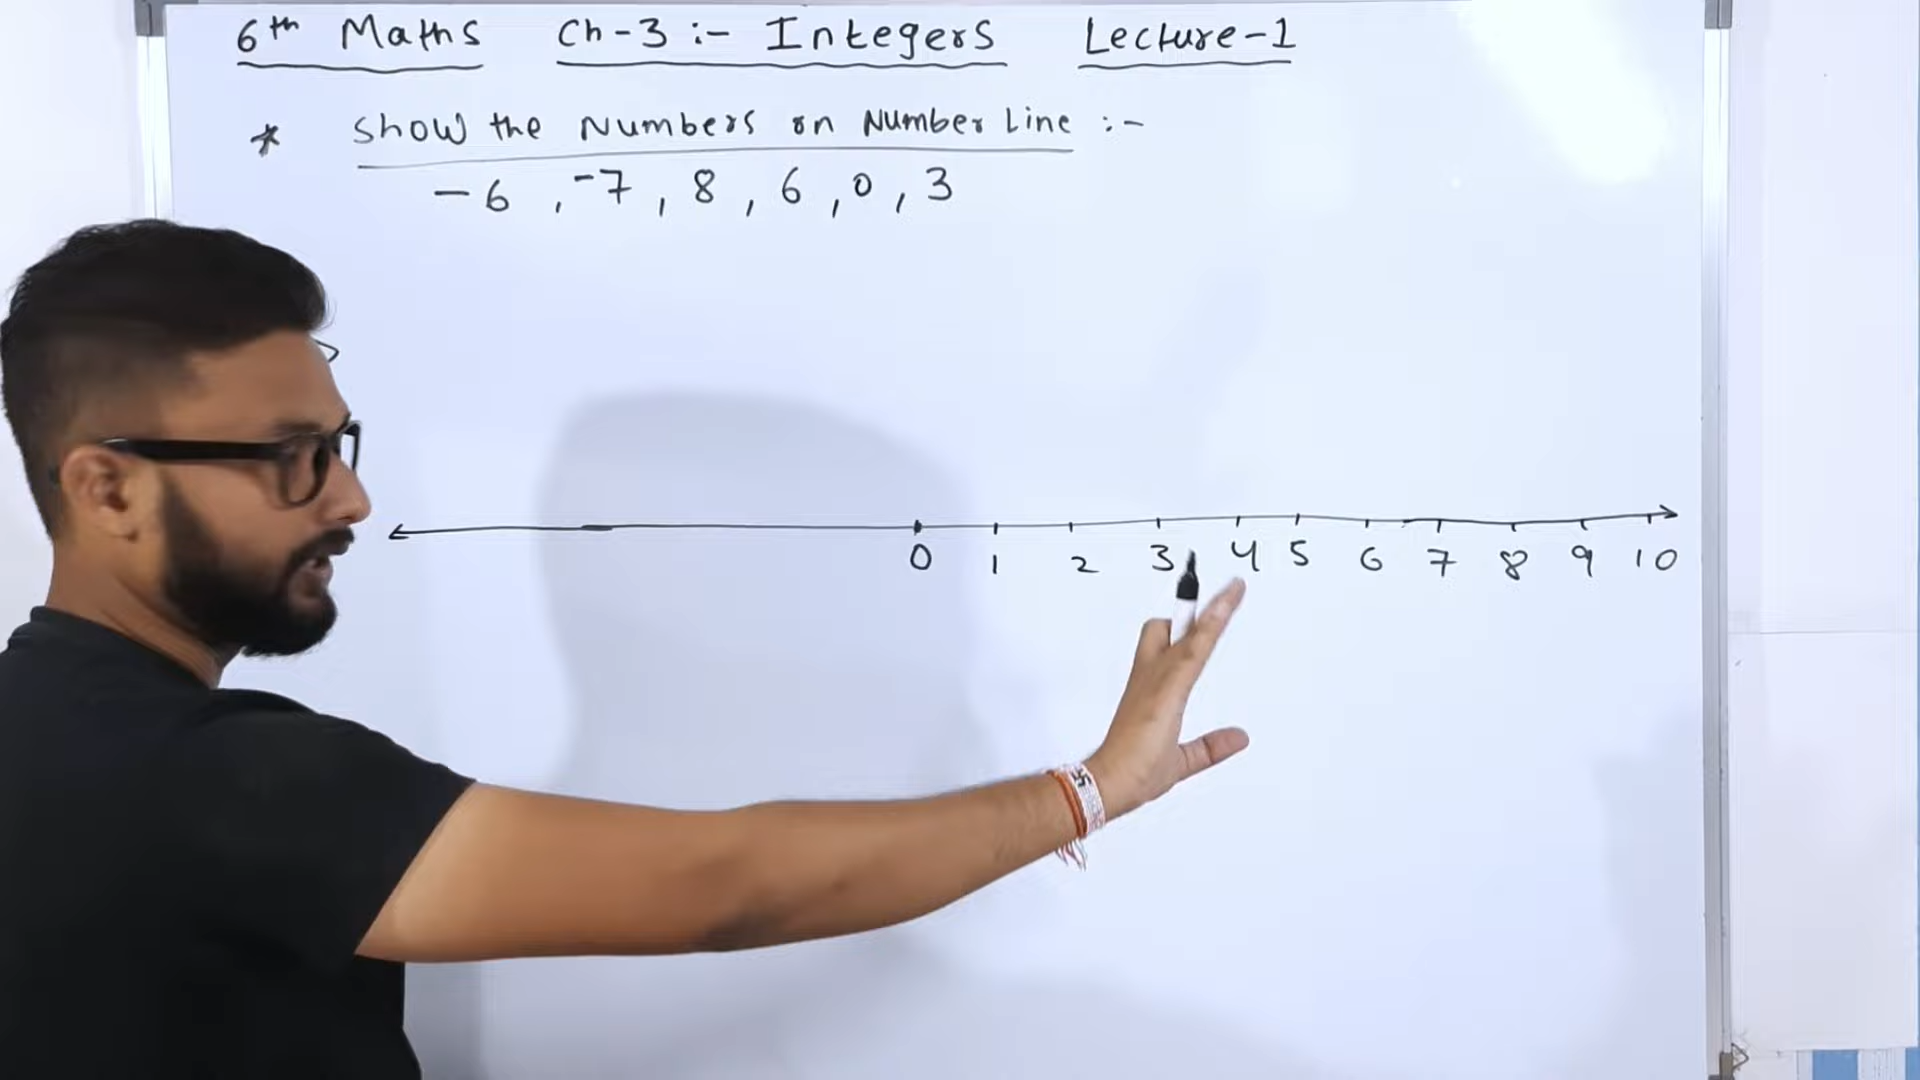 6th Maths Ch-3 :- Integers Lecture-1
* Show the Numbers on Number Line :-
-6 , -7 , 8 , 6 , 0 , 3
0 1 2 3 4 5 6 7 8 9 10